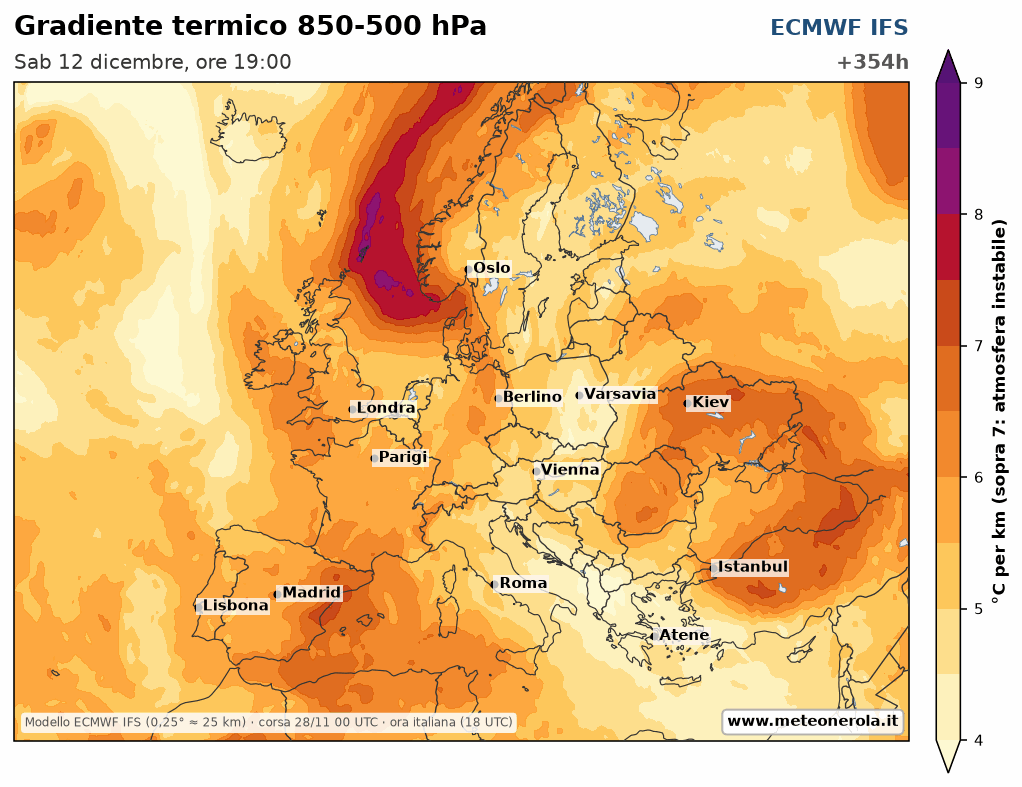 Gradiente termico 850-500 hPa
ECMWF IFS
Sab 12 dicembre, ore 19:00
+354h
9
8
7
6
5
4
°C per km (sopra 7: atmosfera instabile)
Oslo
Berlino
Varsavia
Kiev
Londra
Parigi
Vienna
Istanbul
Roma
Madrid
Lisbona
Atene
Modello ECMWF IFS (0,25° ≈ 25 km) · corsa 28/11 00 UTC · ora italiana (18 UTC)
www.meteonerola.it